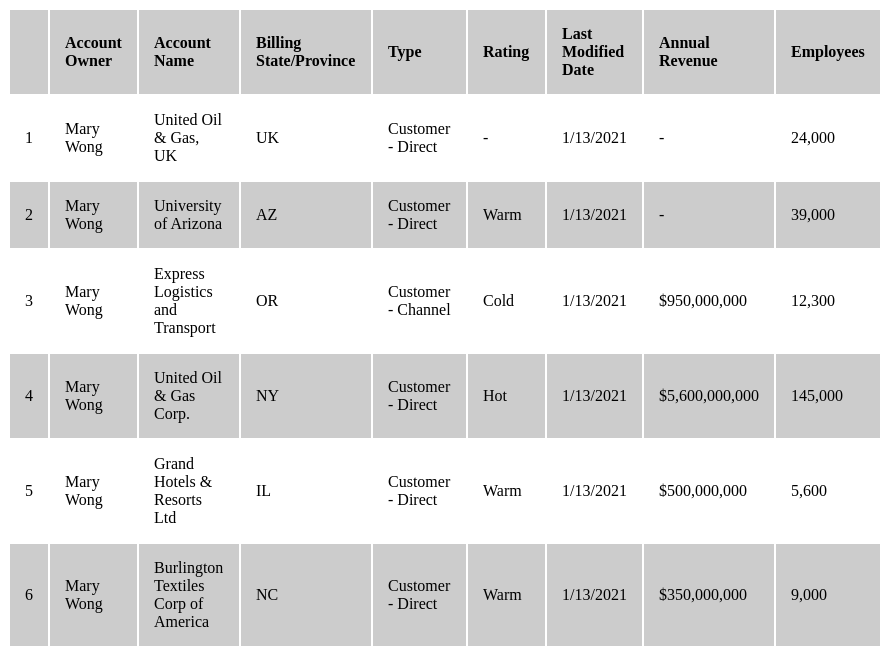 Account Owner Account Name Billing State/Province Type Rating Last Modified Date Annual Revenue Employees
1 Mary Wong United Oil & Gas, UK UK Customer - Direct - 1/13/2021 - 24,000
2 Mary Wong University of Arizona AZ Customer - Direct Warm 1/13/2021 - 39,000
3 Mary Wong Express Logistics and Transport OR Customer - Channel Cold 1/13/2021 $950,000,000 12,300
4 Mary Wong United Oil & Gas Corp. NY Customer - Direct Hot 1/13/2021 $5,600,000,000 145,000
5 Mary Wong Grand Hotels & Resorts Ltd IL Customer - Direct Warm 1/13/2021 $500,000,000 5,600
6 Mary Wong Burlington Textiles Corp of America NC Customer - Direct Warm 1/13/2021 $350,000,000 9,000